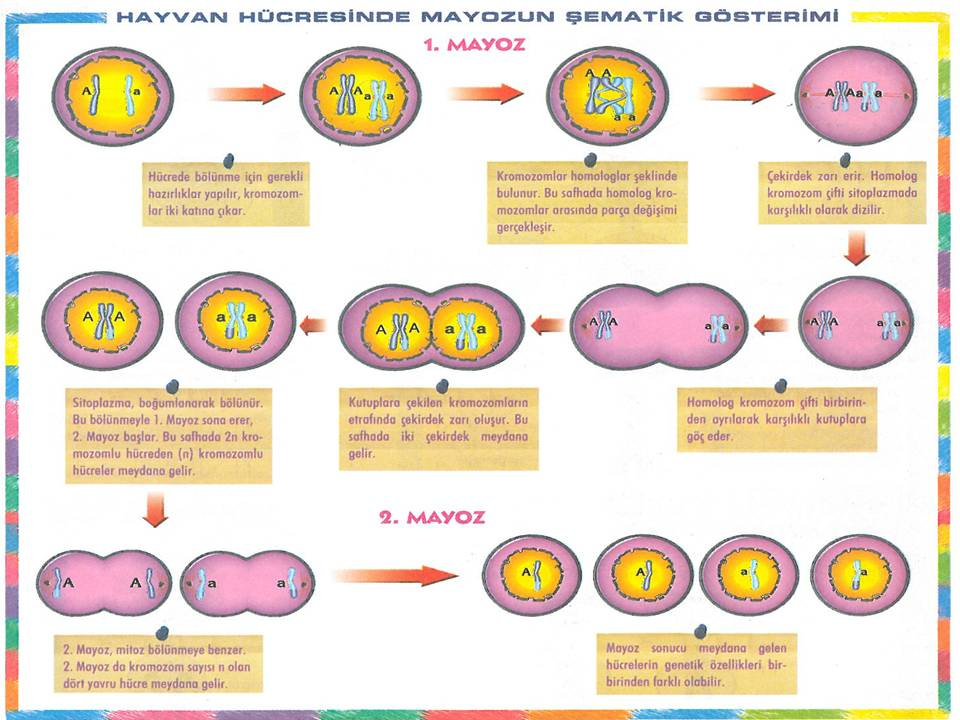 HAYVAN HÜCRESİNDE MAYOZUN ŞEMATİK GÖSTERİMİ
1. MAYOZ
A a
A A a a
A A
a a
A A a a
Hücrede bölünme için gerekli
hazırlıklar yapılır, kromozom-
lar iki katına çıkar.
Kromozomlar homologlar şeklinde
bulunur. Bu safhada homolog kro-
mozomlar arasında parça değişimi
gerçekleşir.
Çekirdek zarı erir. Homolog
kromozom çifti sitoplazmada
karşılıklı olarak dizilir.
A A
a a
A A
a a
A A
a a
A A
a a
Sitoplazma, boğumlanarak bölünür.
Bu bölünmeyle 1. Mayoz sona erer,
2. Mayoz başlar. Bu safhada 2n kro-
mozomlu hücreden (n) kromozomlu
hücreler meydana gelir.
Kutuplara çekilen kromozomların
etrafında çekirdek zarı oluşur. Bu
safhada iki çekirdek meydana
gelir.
Homolog kromozom çifti birbirin-
den ayrılarak karşılıklı kutuplara
göç eder.
2. MAYOZ
A A
a a
A
A
a
a
2. Mayoz, mitoz bölünmeye benzer.
2. Mayoz da kromozom sayısı n olan
dört yavru hücre meydana gelir.
Mayoz sonucu meydana gelen
hücrelerin genetik özellikleri bir-
birinden farklı olabilir.